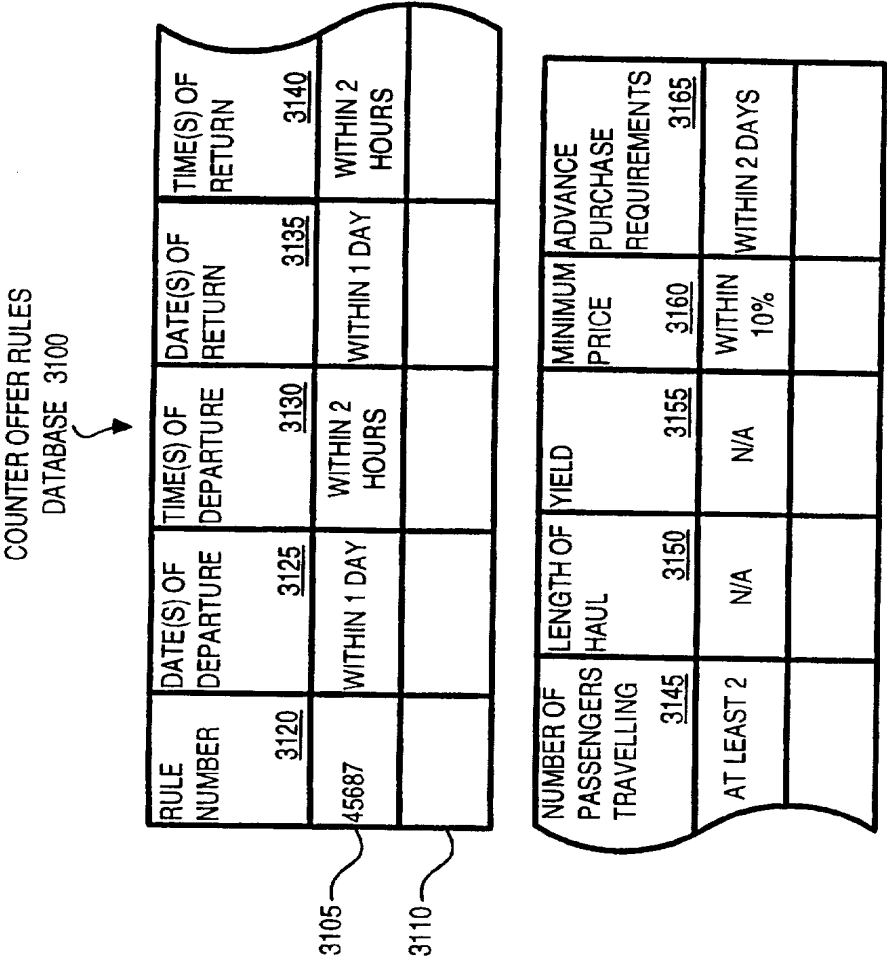 COUNTER OFFER RULES
DATABASE 3100
RULE
NUMBER
3120
DATE(S) OF
DEPARTURE
3125
TIME(S) OF
DEPARTURE
3130
DATE(S) OF
RETURN
3135
TIME(S) OF
RETURN
3140
3105
45687
WITHIN 1 DAY
WITHIN 2
HOURS
WITHIN 1 DAY
WITHIN 2
HOURS
3110
NUMBER OF
PASSENGERS
TRAVELLING
3145
LENGTH OF
HAUL
3150
YIELD
3155
MINIMUM
PRICE
3160
ADVANCE
PURCHASE
REQUIREMENTS
3165
AT LEAST 2
N/A
N/A
WITHIN
10%
WITHIN 2 DAYS